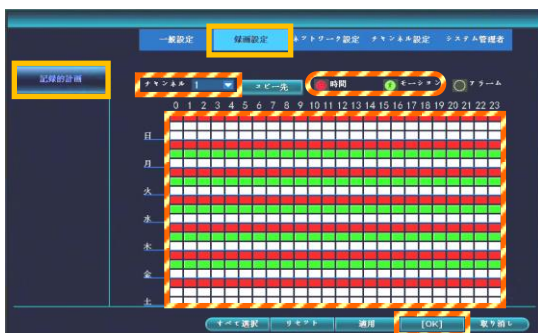 一般設定 録画設定 ネットワーク設定 チャンネル設定 システム管理者
記録的計画
チャンネル 1 コピー先 時間 モーション アラーム
0 1 2 3 4 5 6 7 8 9 10 11 12 13 14 15 16 17 18 19 20 21 22 23
日
月
火
水
木
金
土
すべて選択 リセット 適用 [OK] 取り消し